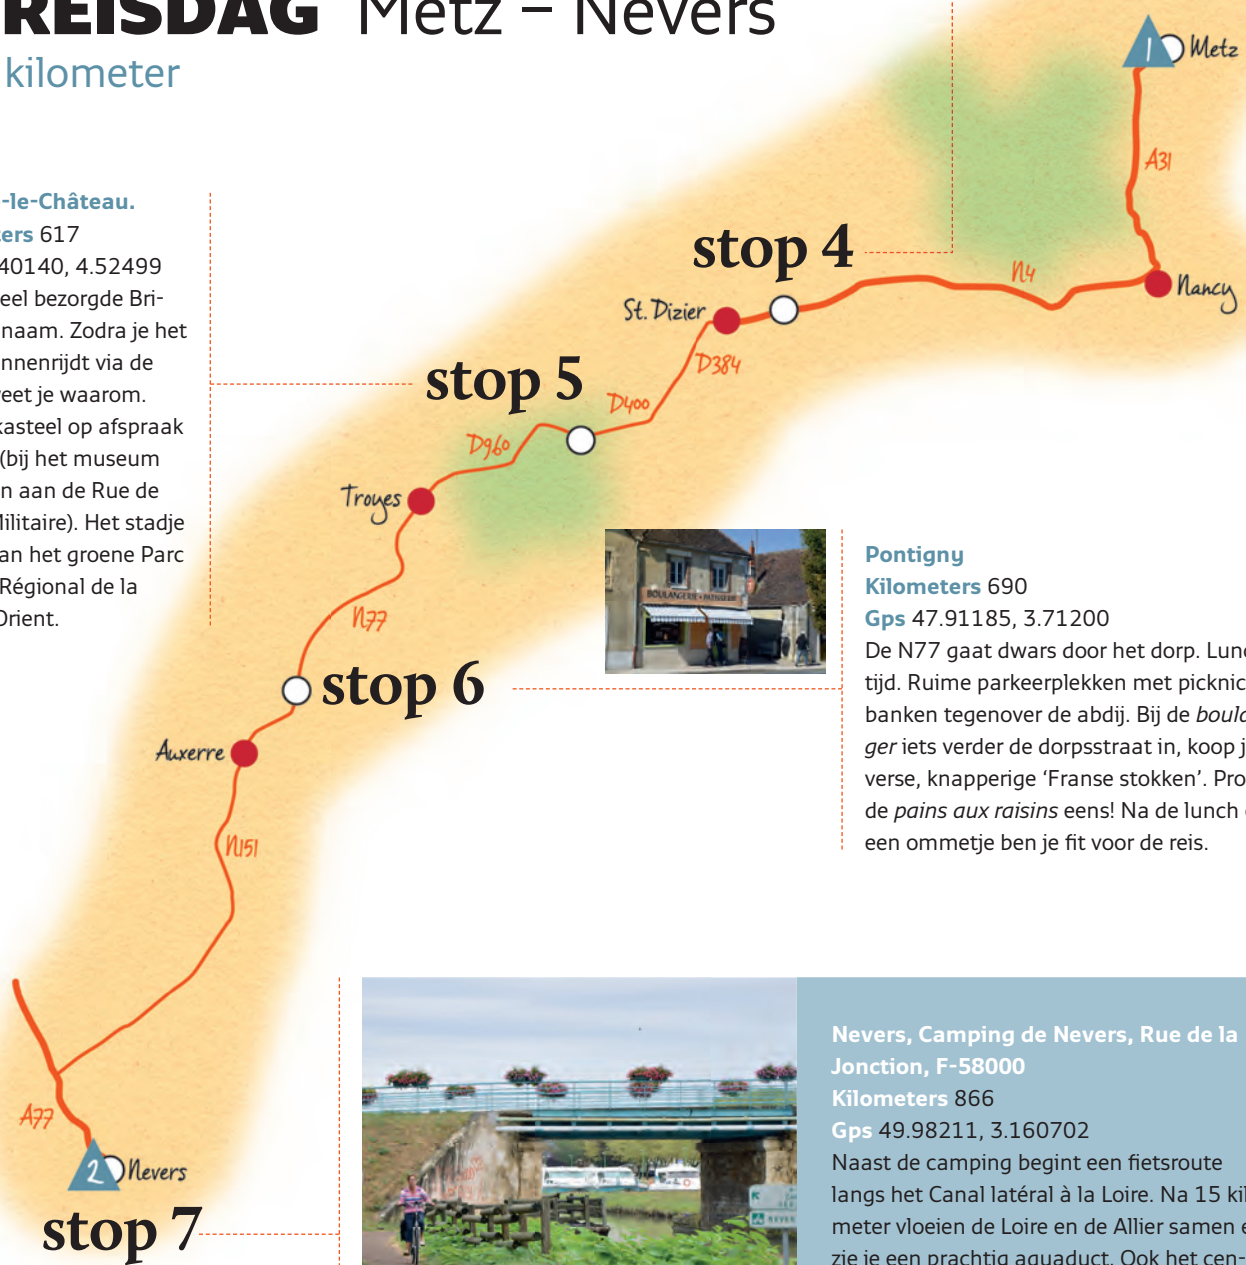 REISDAG Metz – Nevers
kilometer
Metz
1
A31
-le-Château.
ers 617
40140, 4.52499
eel bezorgde Bri-
naam. Zodra je het
nnenrijdt via de
eet je waarom.
kasteel op afspraak
(bij het museum
n aan de Rue de
Militaire). Het stadje
an het groene Parc
Régional de la
Orient.
stop 4
N4
Nancy
St. Dizier
D384
stop 5
D400
D960
Troyes
N77
stop 6
Auxerre
N151
A77
2
Nevers
stop 7
BOULANGERIE • PATISSERIE
Pontigny
Kilometers 690
Gps 47.91185, 3.71200
De N77 gaat dwars door het dorp. Lunc
tijd. Ruime parkeerplekken met picknic
banken tegenover de abdij. Bij de boula
ger iets verder de dorpsstraat in, koop j
verse, knapperige ‘Franse stokken’. Pro
de pains aux raisins eens! Na de lunch
een ommetje ben je fit voor de reis.
Nevers, Camping de Nevers, Rue de la
Jonction, F-58000
Kilometers 866
Gps 49.98211, 3.160702
Naast de camping begint een fietsroute
langs het Canal latéral à la Loire. Na 15 kil
meter vloeien de Loire en de Allier samen e
zie je een prachtig aquaduct. Ook het cen-